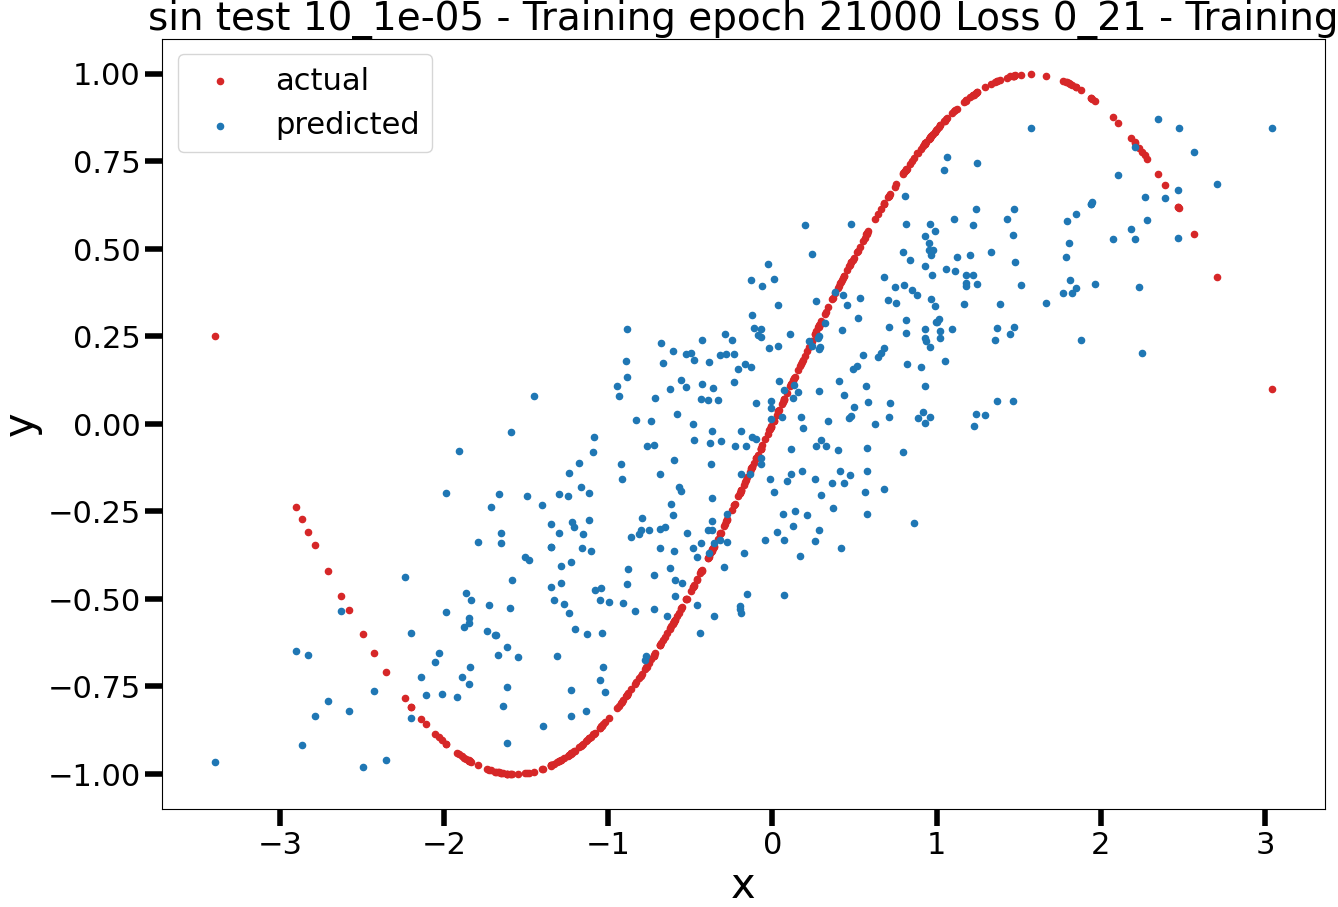 sin test 10_1e-05 - Training epoch 21000 Loss 0_21 - Training
actual
predicted
1.00
0.75
0.50
0.25
0.00
−0.25
−0.50
−0.75
−1.00
y
−3 −2 −1 0 1 2 3
x